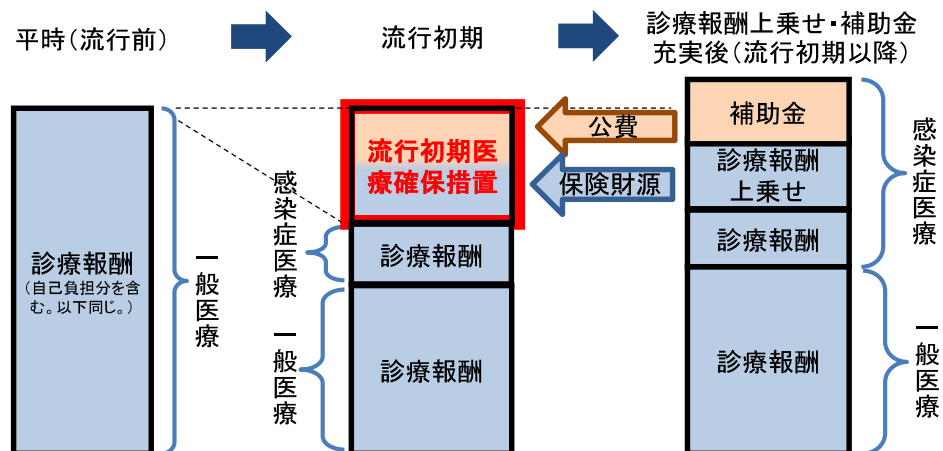 平時（流行前）
流行初期
診療報酬上乗せ・補助金
充実後（流行初期以降）
診療報酬
（自己負担分を含
む。以下同じ。）
一般医療
流行初期医
療確保措置
診療報酬
診療報酬
感染症医療
一般医療
公費
保険財源
補助金
診療報酬
上乗せ
診療報酬
診療報酬
感染症医療
一般医療